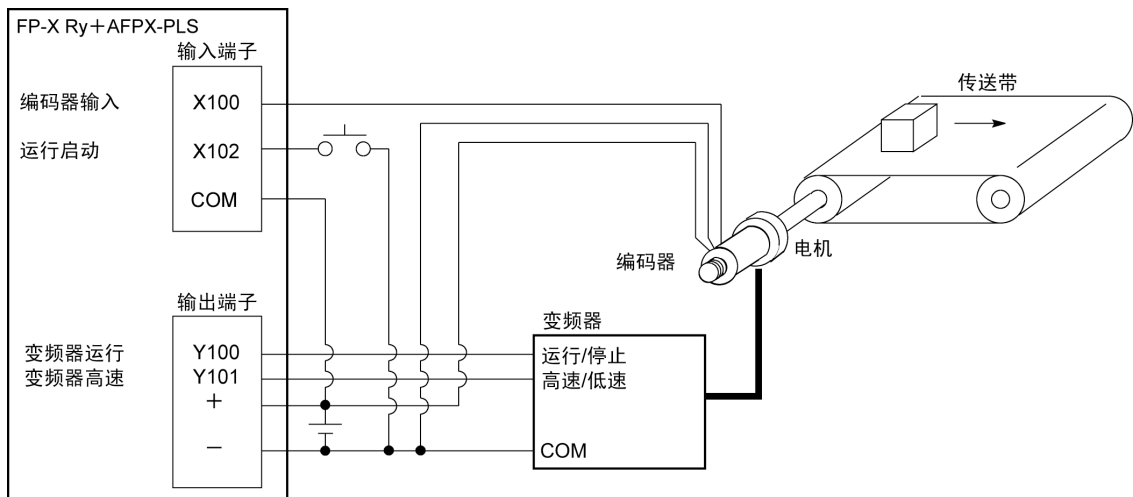 FP-X Ry＋AFPX-PLS
输入端子
编码器输入
X100
运行启动
X102
COM
传送带
编码器
电机
输出端子
变频器运行
Y100
变频器高速
Y101
+
−
变频器
运行/停止
高速/低速
COM